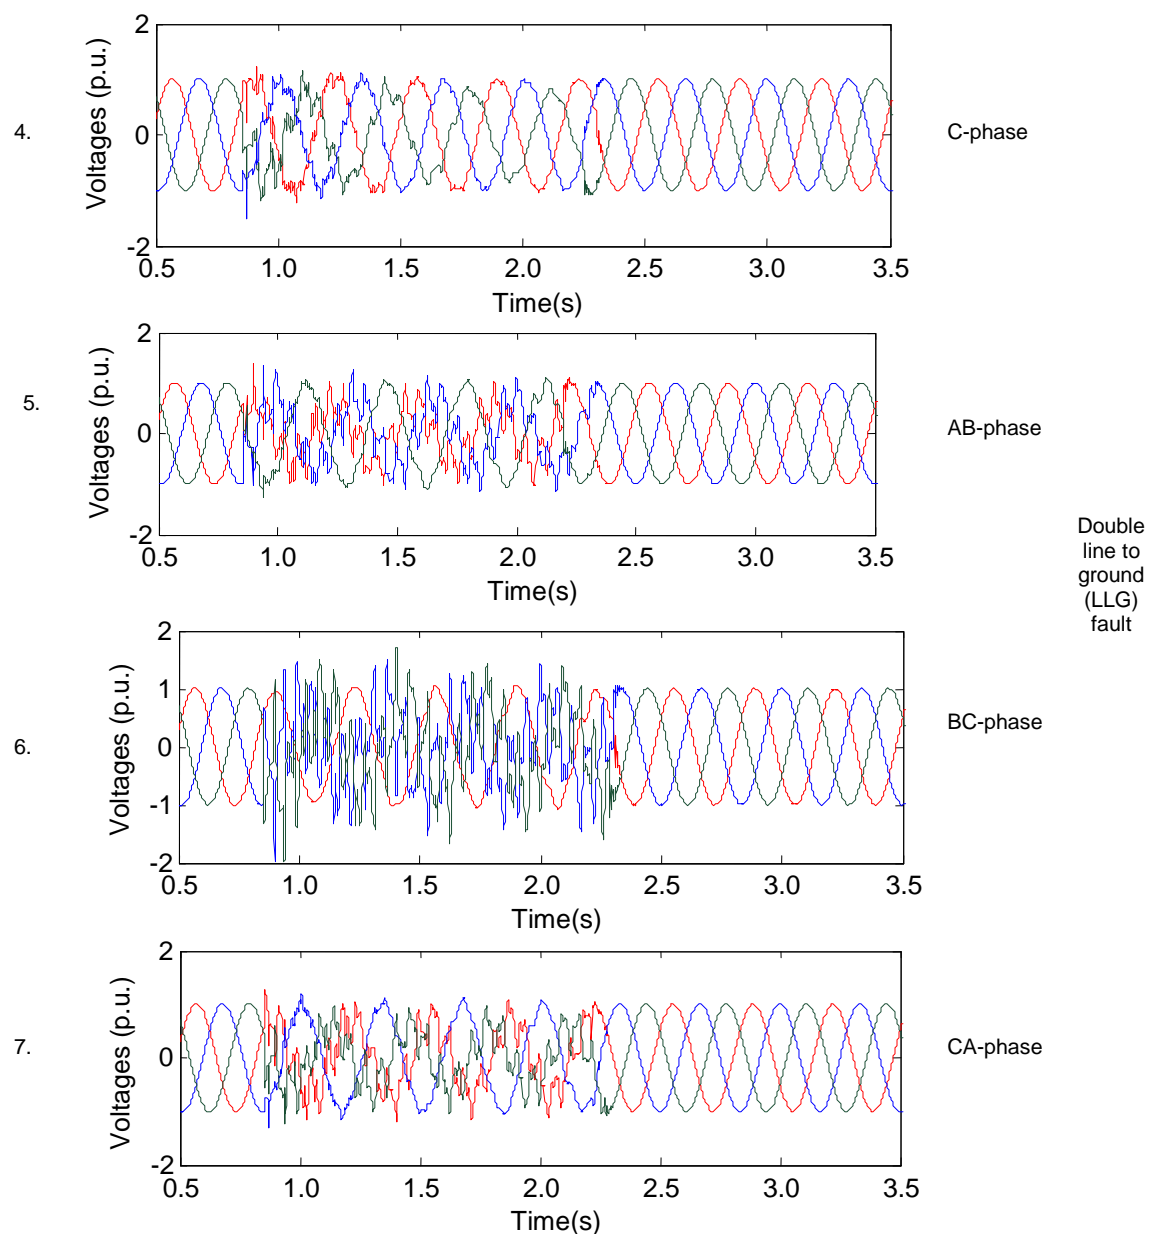 4.
Voltages (p.u.)
2
0
-2
0.5 1.0 1.5 2.0 2.5 3.0 3.5
Time(s)
C-phase
5.
Voltages (p.u.)
2
0
-2
0.5 1.0 1.5 2.0 2.5 3.0 3.5
Time(s)
AB-phase
Double
line to
ground
(LLG)
fault
6.
Voltages (p.u.)
2
1
0
-1
-2
0.5 1.0 1.5 2.0 2.5 3.0 3.5
Time(s)
BC-phase
7.
Voltages (p.u.)
2
0
-2
0.5 1.0 1.5 2.0 2.5 3.0 3.5
Time(s)
CA-phase